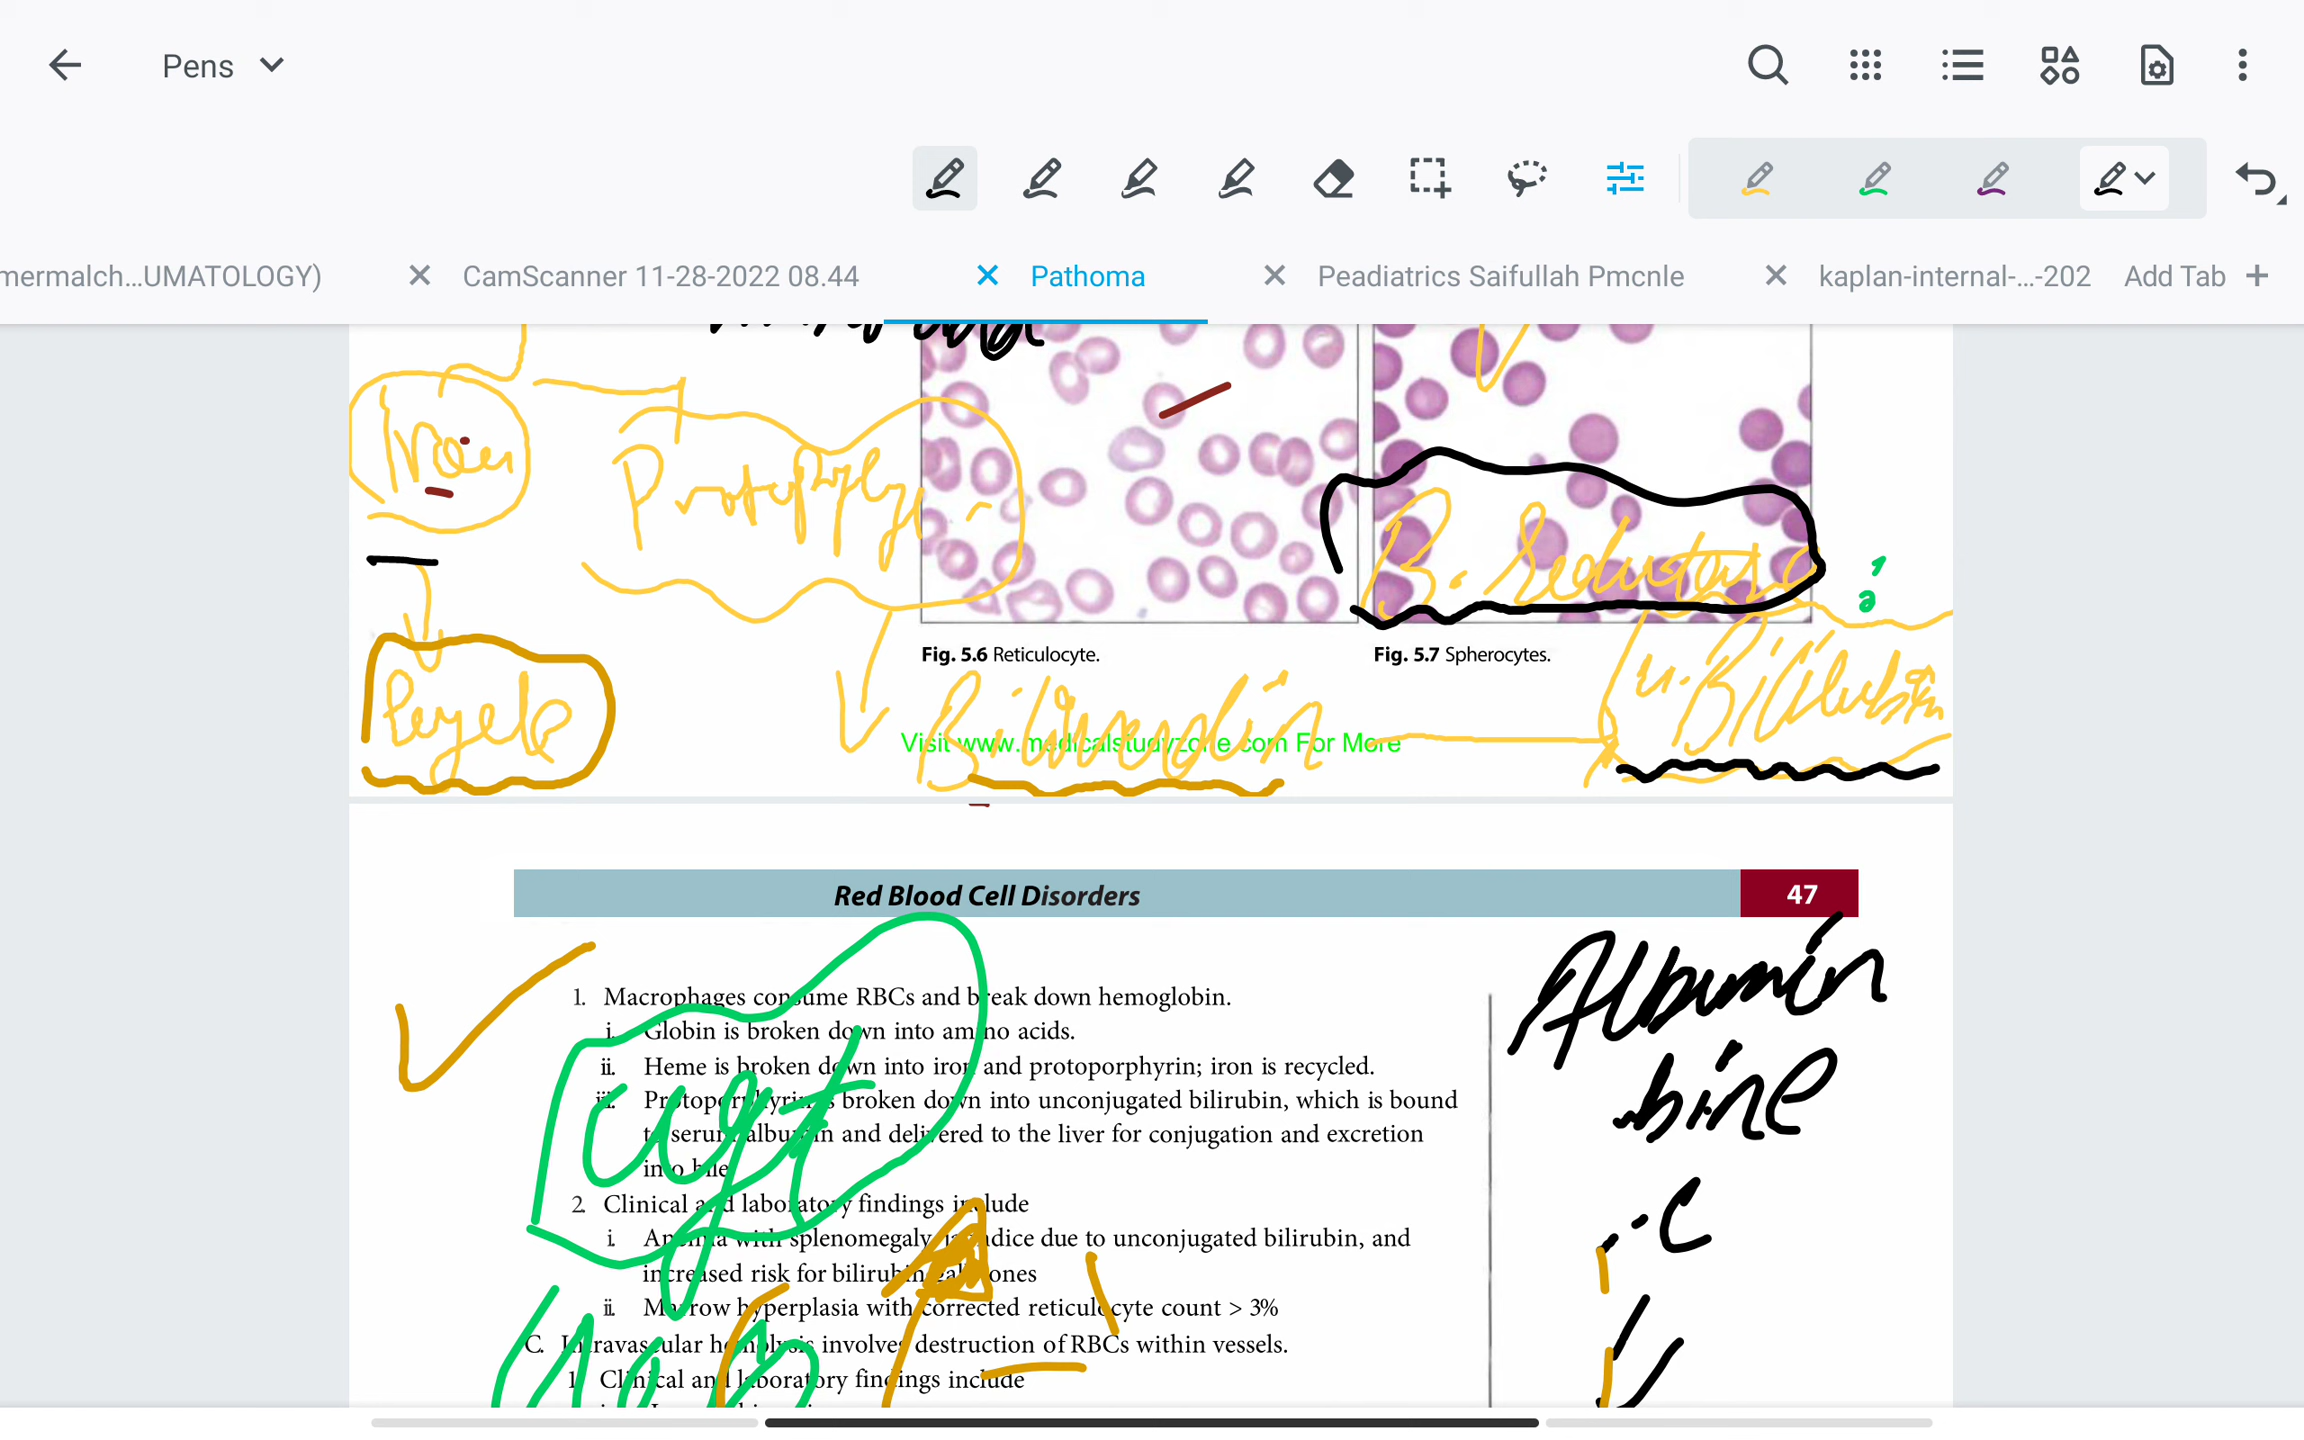 Pens
mermalch...UMATOLOGY)
CamScanner 11-28-2022 08.44
Pathoma
Peadiatrics Saifullah Pmcnle
kaplan-internal-...-202
Add Tab
Iron
B. Reductase
Fig. 5.6 Reticulocyte.
Fig. 5.7 Spherocytes.
Biliverdin
u. Bilirubin
Visit www.medicalstudyzone.com For More
Red Blood Cell Disorders
47
Albumin
bine
1. Macrophages consume RBCs and break down hemoglobin.
i. Globin is broken down into amino acids.
ii. Heme is broken down into iron and protoporphyrin; iron is recycled.
iii. Protoporphyrin is broken down into unconjugated bilirubin, which is bound
to serum albumin and delivered to the liver for conjugation and excretion
into bile
ugt
2. Clinical and laboratory findings include
i. Anemia with splenomegaly, jaundice due to unconjugated bilirubin, and
increased risk for bilirubin gallstones
ii. Marrow hyperplasia with corrected reticulocyte count > 3%
C. Intravascular hemolysis involves destruction of RBCs within vessels.
1. Clinical and laboratory findings include